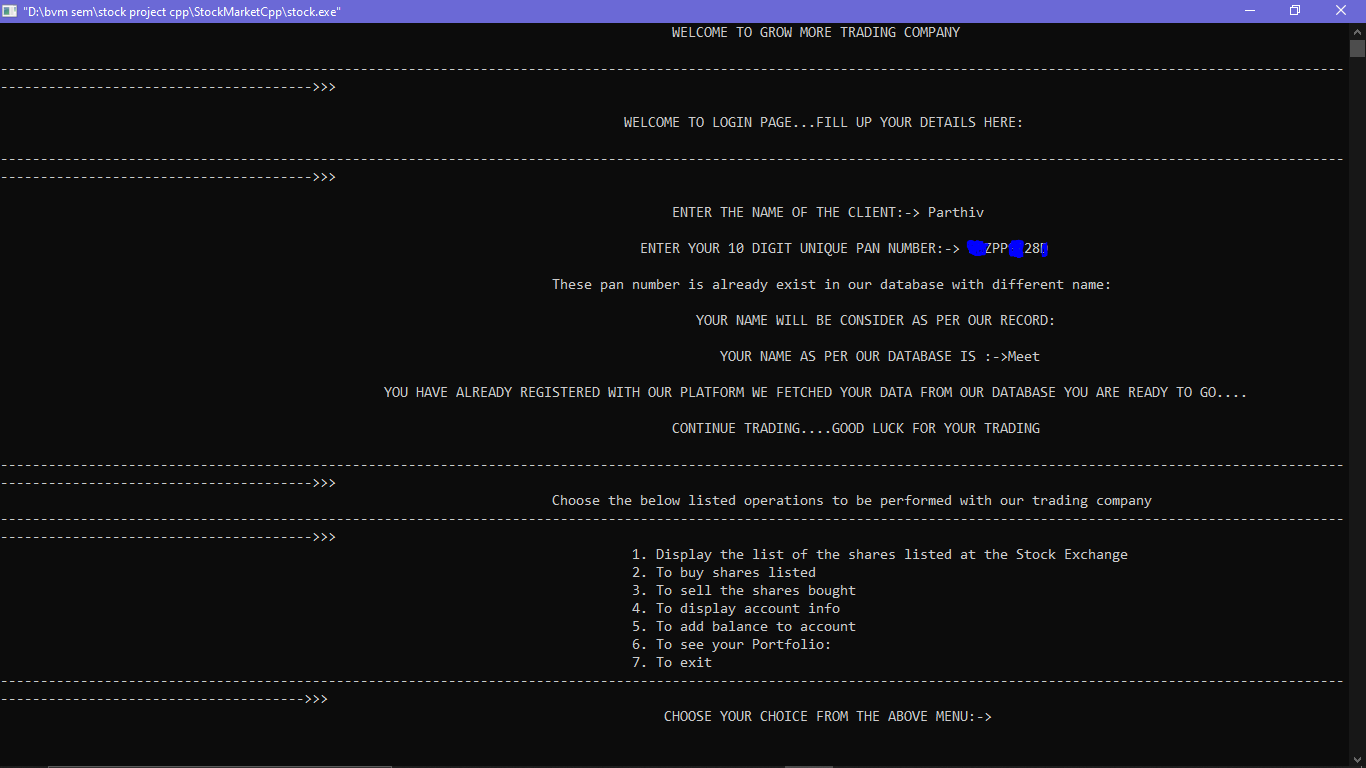 "D:\bvm sem\stock project cpp\StockMarketCpp\stock.exe"
WELCOME TO GROW MORE TRADING COMPANY
------------------------------------------------------------------------------------------------------------------------------------------------------------------------
--------------------------------------->>>
WELCOME TO LOGIN PAGE...FILL UP YOUR DETAILS HERE:
------------------------------------------------------------------------------------------------------------------------------------------------------------------------
--------------------------------------->>>
ENTER THE NAME OF THE CLIENT:-> Parthiv
ENTER YOUR 10 DIGIT UNIQUE PAN NUMBER:-> ZPP 28
These pan number is already exist in our database with different name:
YOUR NAME WILL BE CONSIDER AS PER OUR RECORD:
YOUR NAME AS PER OUR DATABASE IS :->Meet
YOU HAVE ALREADY REGISTERED WITH OUR PLATFORM WE FETCHED YOUR DATA FROM OUR DATABASE YOU ARE READY TO GO....
CONTINUE TRADING....GOOD LUCK FOR YOUR TRADING
------------------------------------------------------------------------------------------------------------------------------------------------------------------------
--------------------------------------->>>
Choose the below listed operations to be performed with our trading company
------------------------------------------------------------------------------------------------------------------------------------------------------------------------
--------------------------------------->>>
1. Display the list of the shares listed at the Stock Exchange
2. To buy shares listed
3. To sell the shares bought
4. To display account info
5. To add balance to account
6. To see your Portfolio:
7. To exit
------------------------------------------------------------------------------------------------------------------------------------------------------------------------
-------------------------------------->>>
CHOOSE YOUR CHOICE FROM THE ABOVE MENU:->